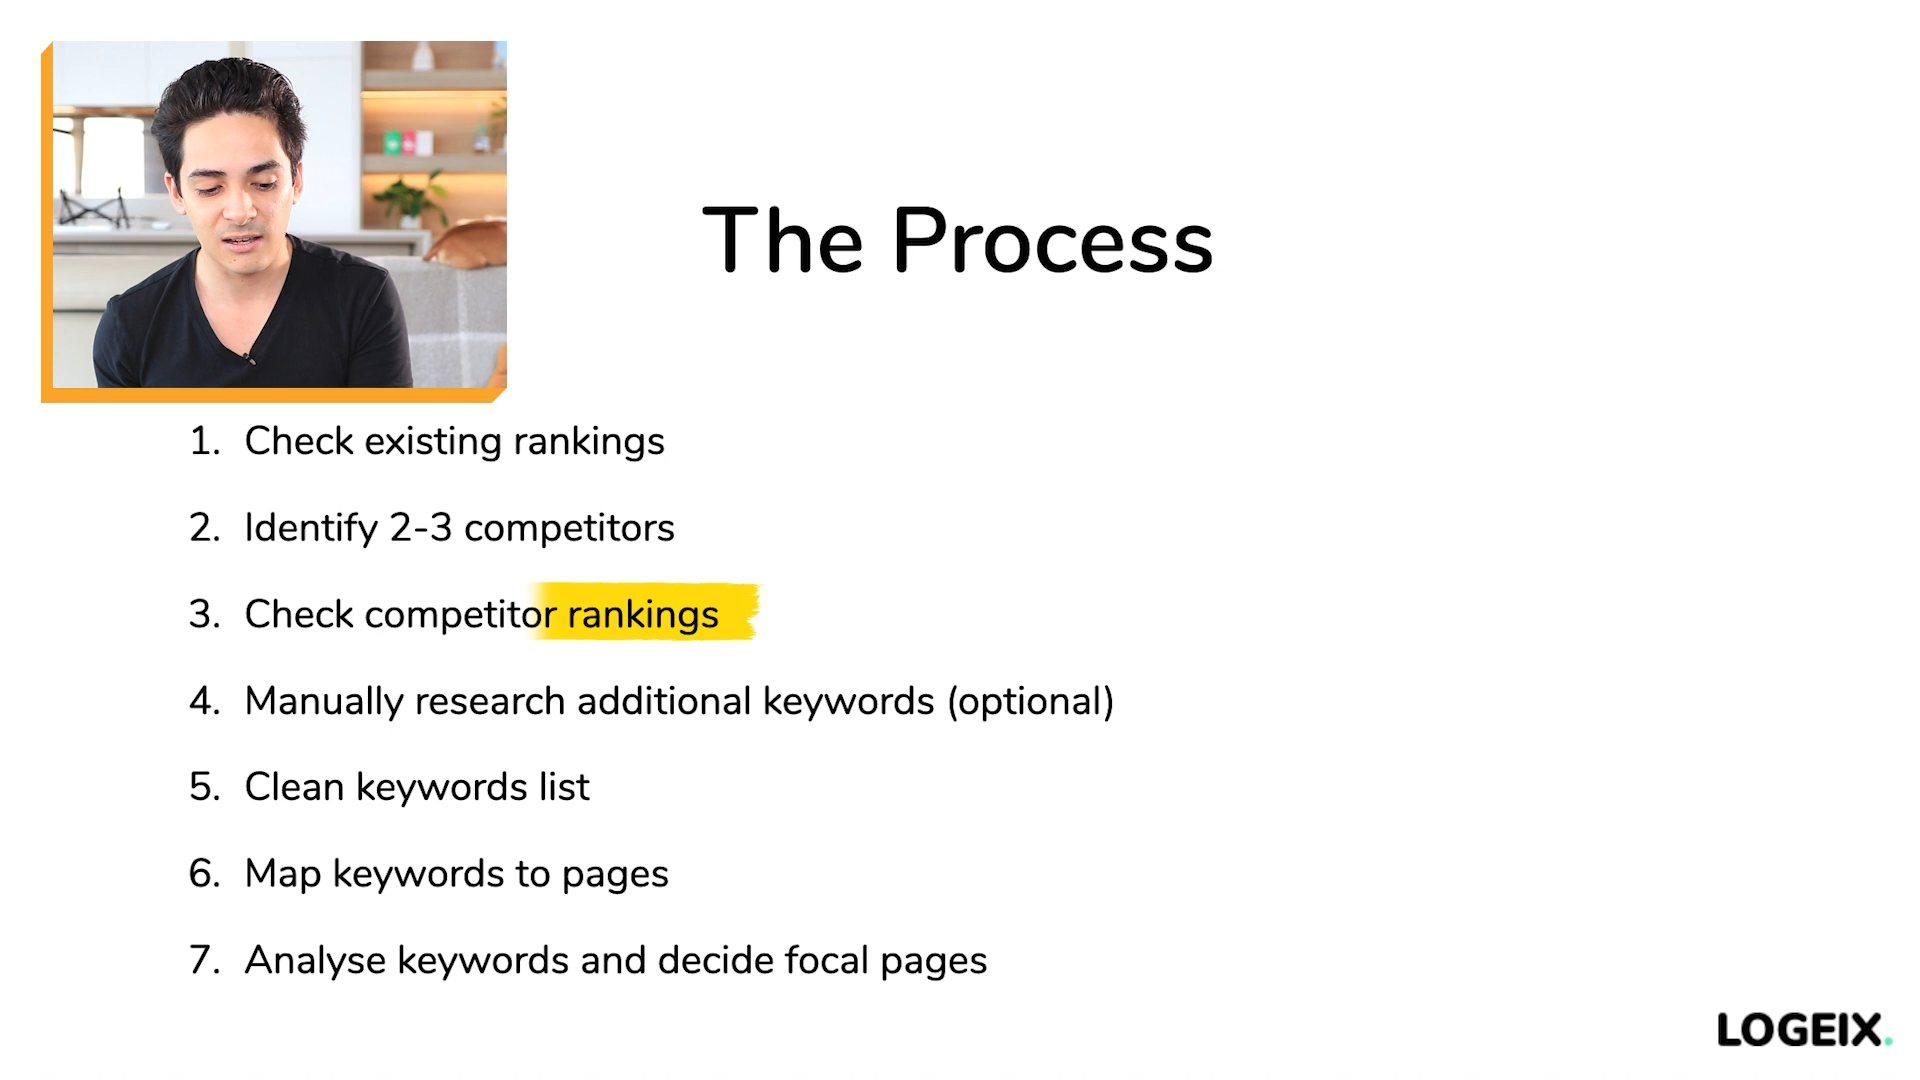 The Process
1. Check existing rankings
2. Identify 2-3 competitors
3. Check competitor rankings
4. Manually research additional keywords (optional)
5. Clean keywords list
6. Map keywords to pages
7. Analyse keywords and decide focal pages
LOGEIX.